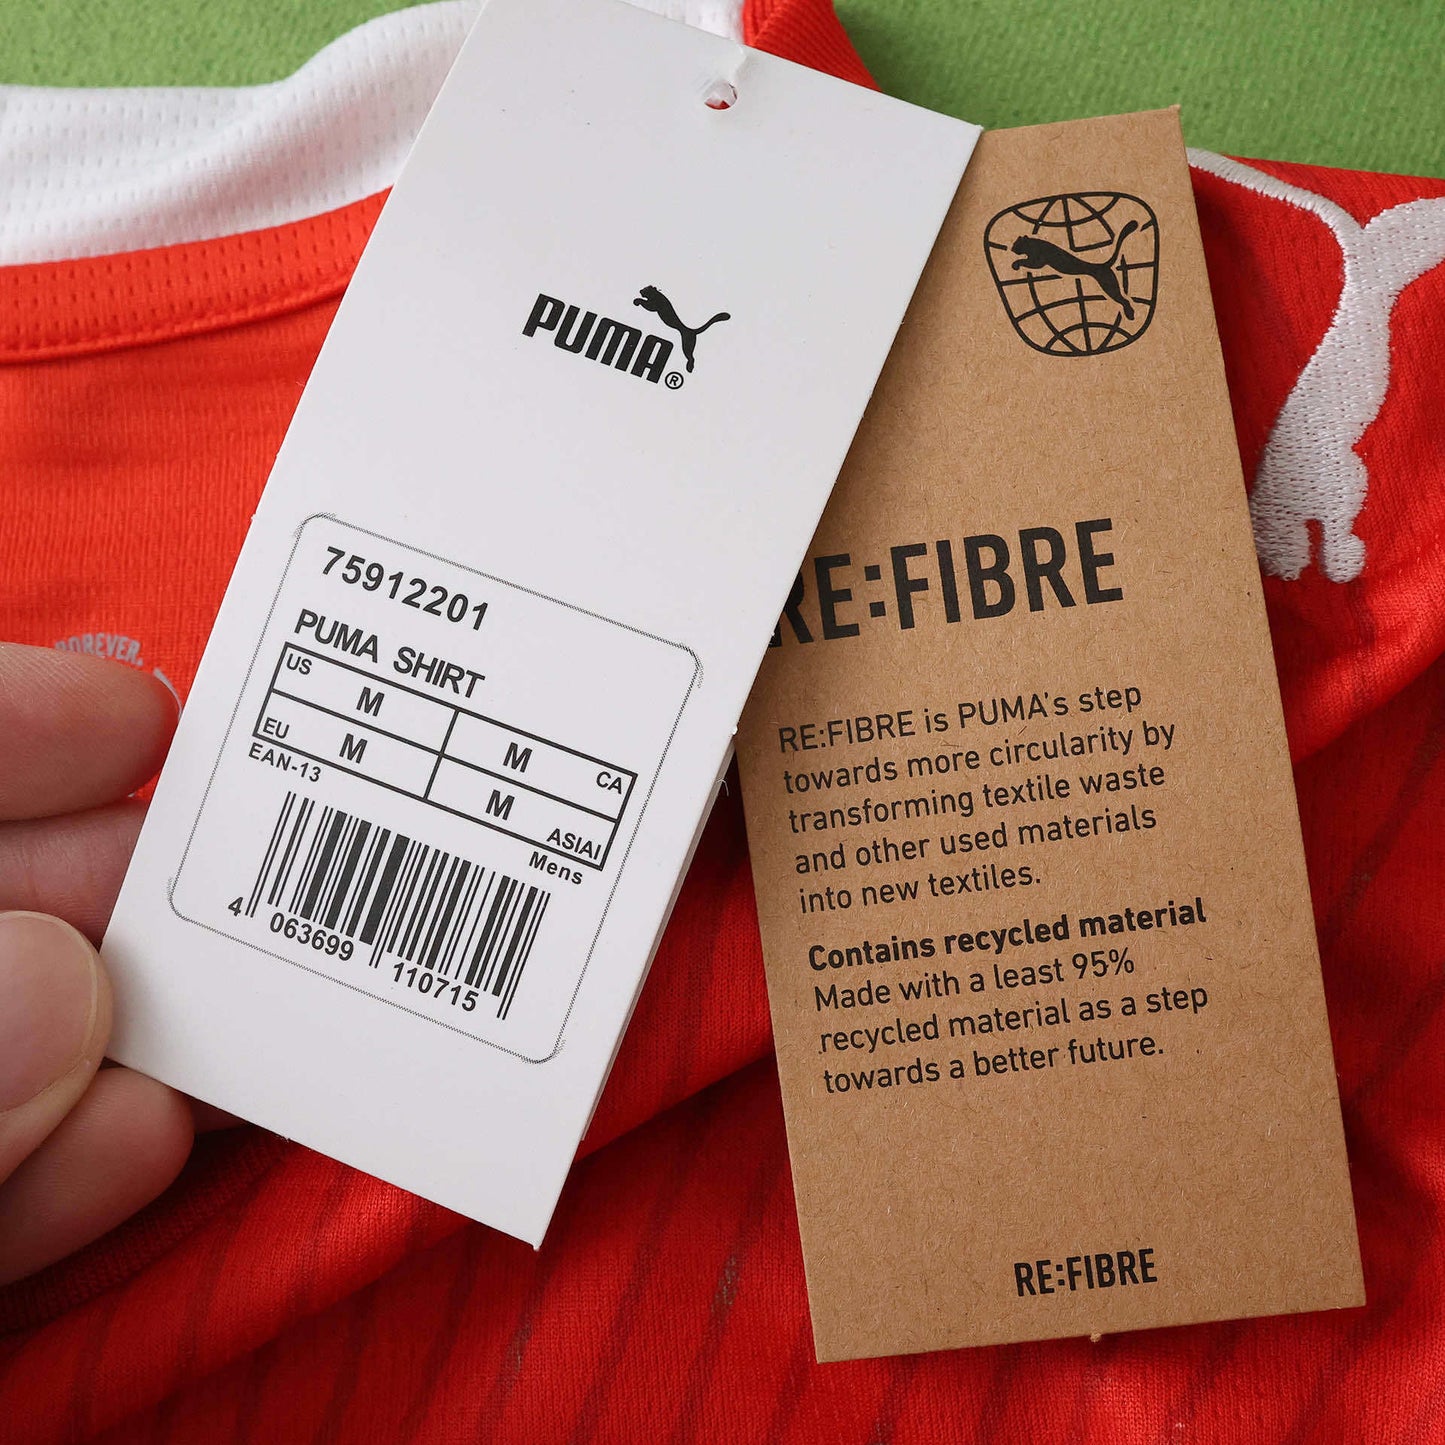 PUMA®
75912201
PUMA SHIRT
US M
M CA
EU M
M ASIAI
EAN-13
Mens
4 063699 110715
RE:FIBRE
RE:FIBRE is PUMA's step
towards more circularity by
transforming textile waste
and other used materials
into new textiles.
Contains recycled material
Made with a least 95%
recycled material as a step
towards a better future.
RE:FIBRE
FOREVER.